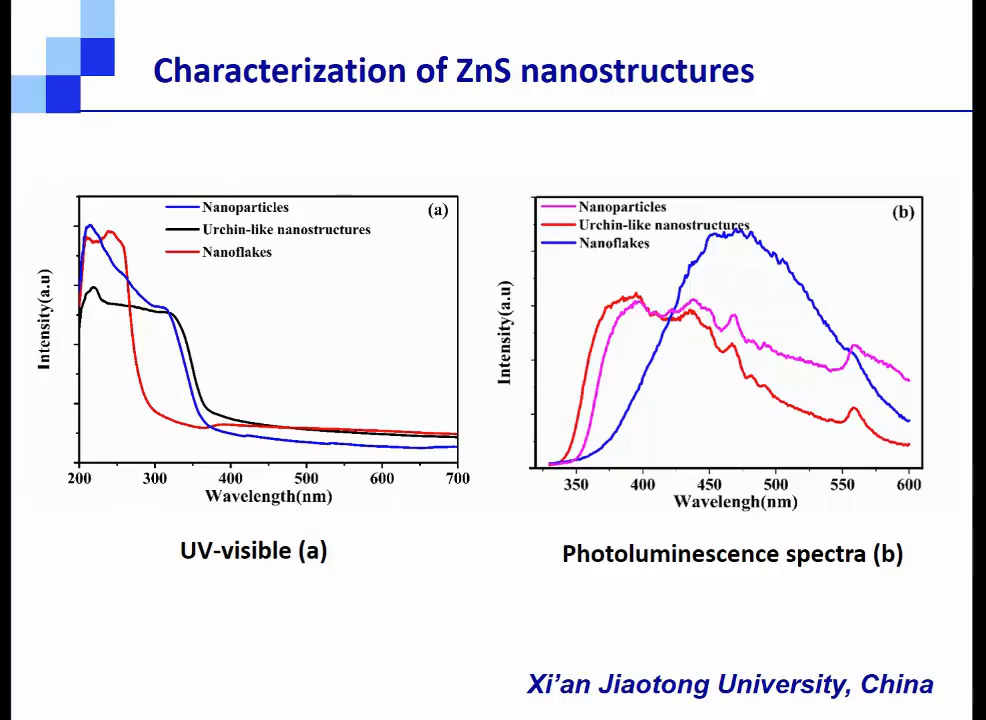 Characterization of ZnS nanostructures
Nanoparticles
Urchin-like nanostructures
Nanoflakes
(a)
Intensity(a.u)
200 300 400 500 600 700
Wavelength(nm)
UV-visible (a)
Nanoparticles
Urchin-like nanostructures
Nanoflakes
(b)
Intensity(a.u)
350 400 450 500 550 600
Wavelengh(nm)
Photoluminescence spectra (b)
Xi’an Jiaotong University, China